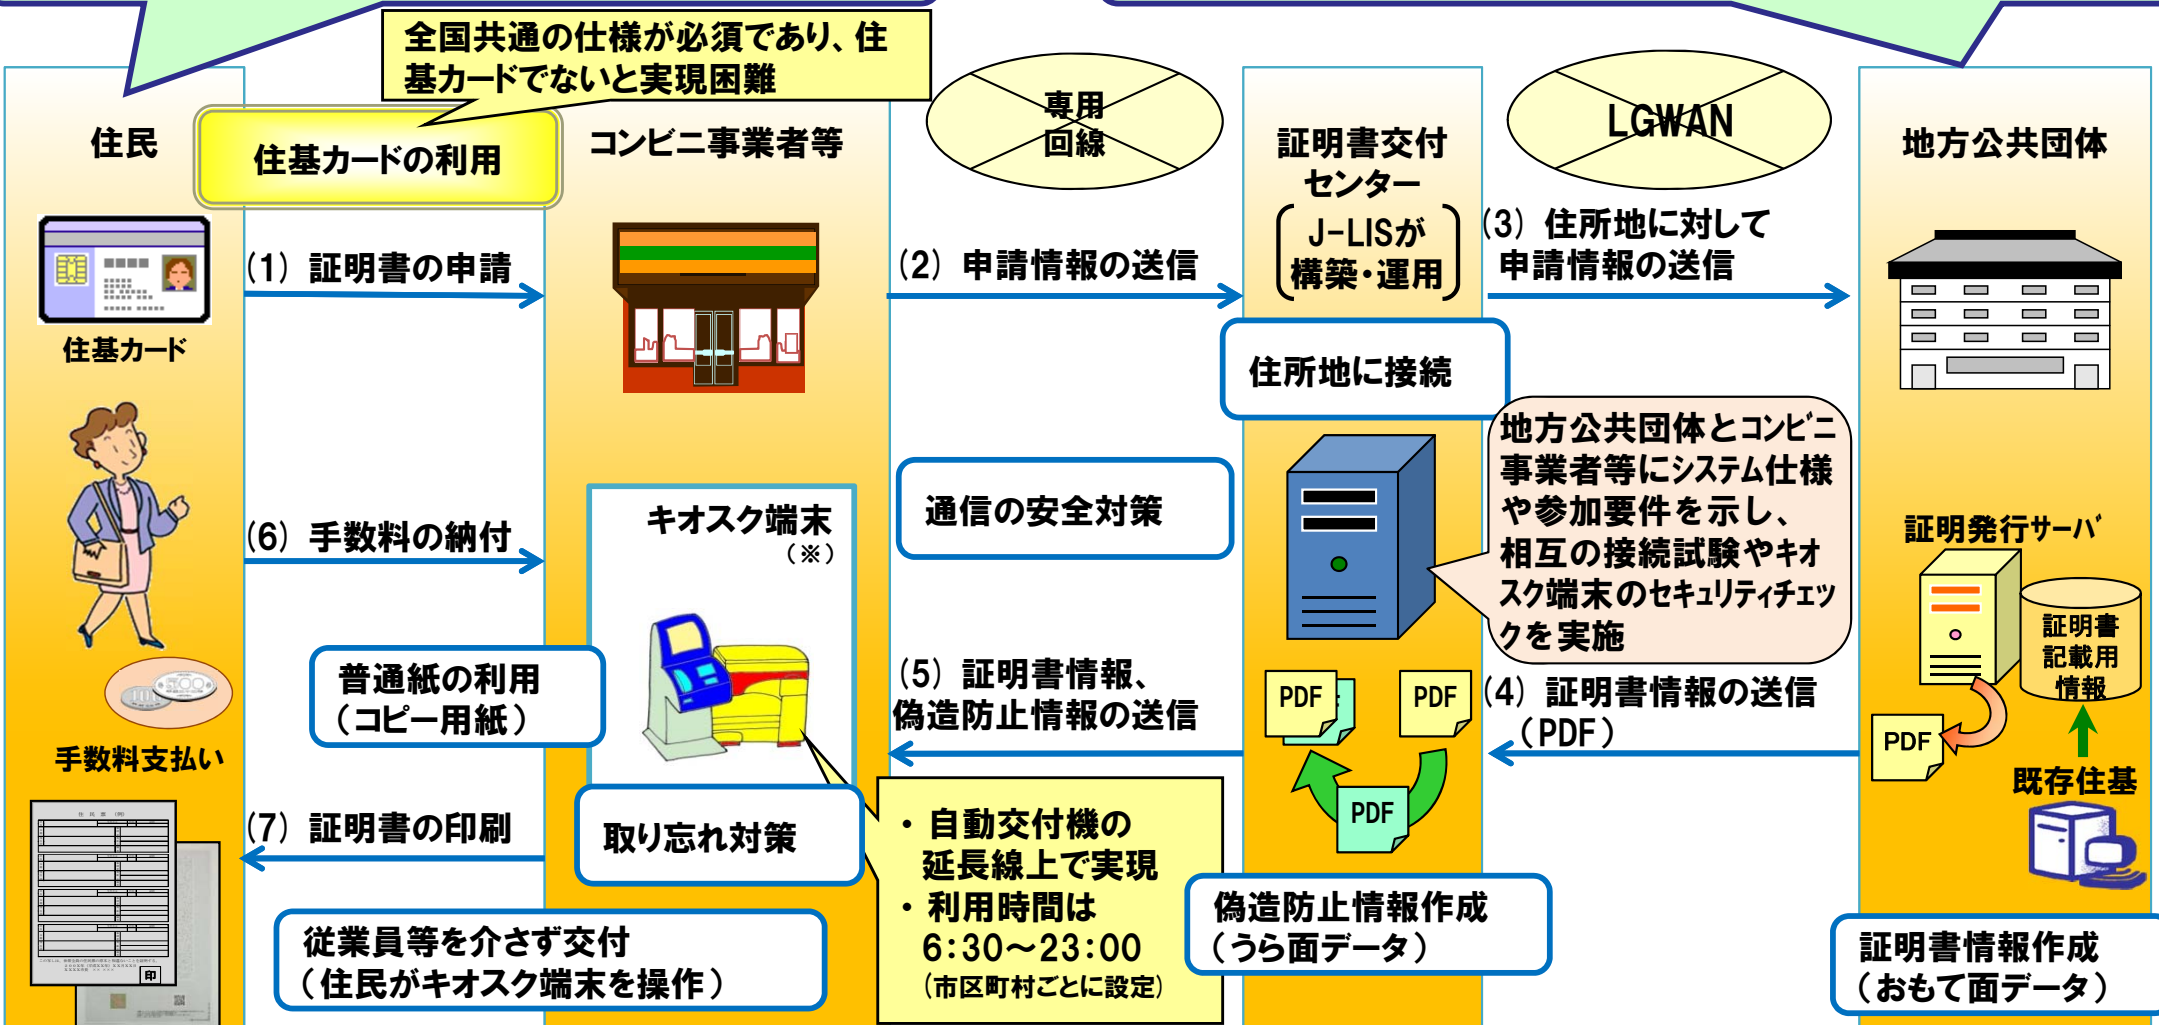 全国共通の仕様が必須であり、住
基カードでないと実現困難
住民
住基カードの利用
コンビニ事業者等
専用
回線
証明書交付
センター
J-LISが
構築・運用
LGWAN
地方公共団体
住基カード
(1) 証明書の申請
(2) 申請情報の送信
(3) 住所地に対して
申請情報の送信
住所地に接続
地方公共団体とコンビニ
事業者等にシステム仕様
や参加要件を示し、
相互の接続試験やキオ
スク端末のセキュリティチェッ
クを実施
通信の安全対策
キオスク端末
（※）
(6) 手数料の納付
証明発行サーバ
証明書
記載用
情報
普通紙の利用
（コピー用紙）
(5) 証明書情報、
偽造防止情報の送信
PDF
PDF
PDF
(4) 証明書情報の送信
（PDF）
PDF
既存住基
手数料支払い
(7) 証明書の印刷
取り忘れ対策
・自動交付機の
延長線上で実現
・利用時間は
6:30～23:00
（市区町村ごとに設定）
従業員等を介さず交付
（住民がキオスク端末を操作）
偽造防止情報作成
（うら面データ）
証明書情報作成
（おもて面データ）
住 民 票 （例）
印